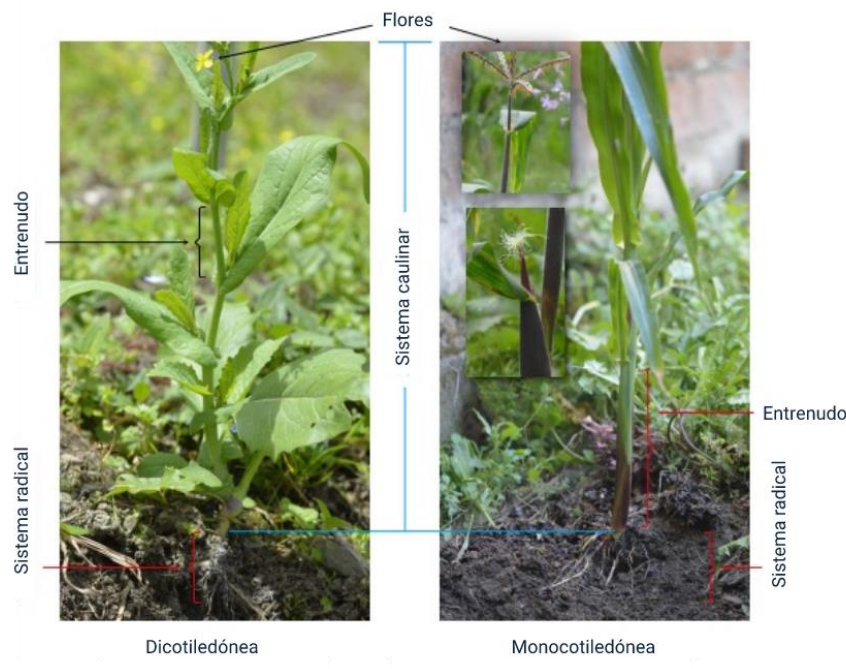 Flores
Entrenudo
Sistema caulinar
Entrenudo
Sistema radical
Sistema radical
Dicotiledónea
Monocotiledónea